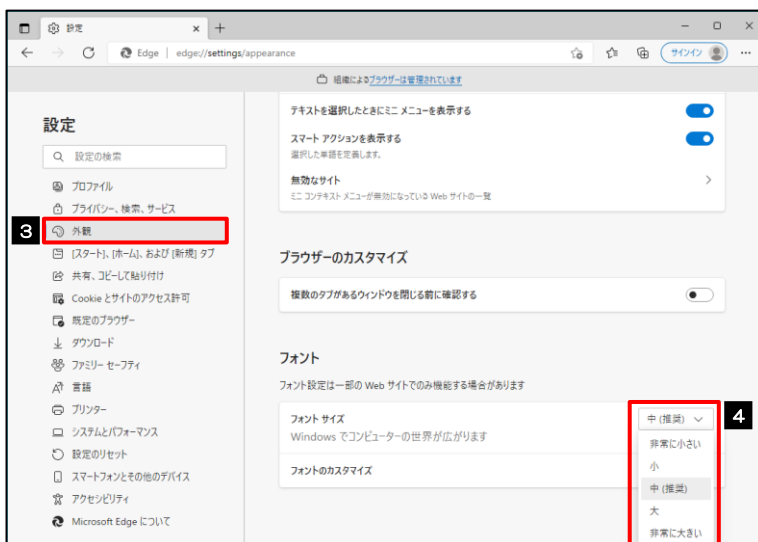 設定
Edge
edge://settings/appearance
サインイン
組織によるブラウザーは管理されています
設定
設定の検索
プロファイル
プライバシー、検索、サービス
3
外観
[スタート]、[ホーム]、および [新規] タブ
共有、コピーして貼り付け
Cookie とサイトのアクセス許可
既定のブラウザー
ダウンロード
ファミリー セーフティ
言語
プリンター
システムとパフォーマンス
設定のリセット
スマートフォンとその他のデバイス
アクセシビリティ
Microsoft Edge について
テキストを選択したときにミニ メニューを表示する
スマート アクションを表示する
選択した単語を定義します。
無効なサイト
ミニ コンテキスト メニューが無効になっている Web サイトの一覧
ブラウザーのカスタマイズ
複数のタブがあるウィンドウを閉じる前に確認する
フォント
フォント設定は一部の Web サイトでのみ機能する場合があります
フォント サイズ
Windows でコンピューターの世界が広がります
フォントのカスタマイズ
中 (推奨)
4
非常に小さい
小
中 (推奨)
大
非常に大きい